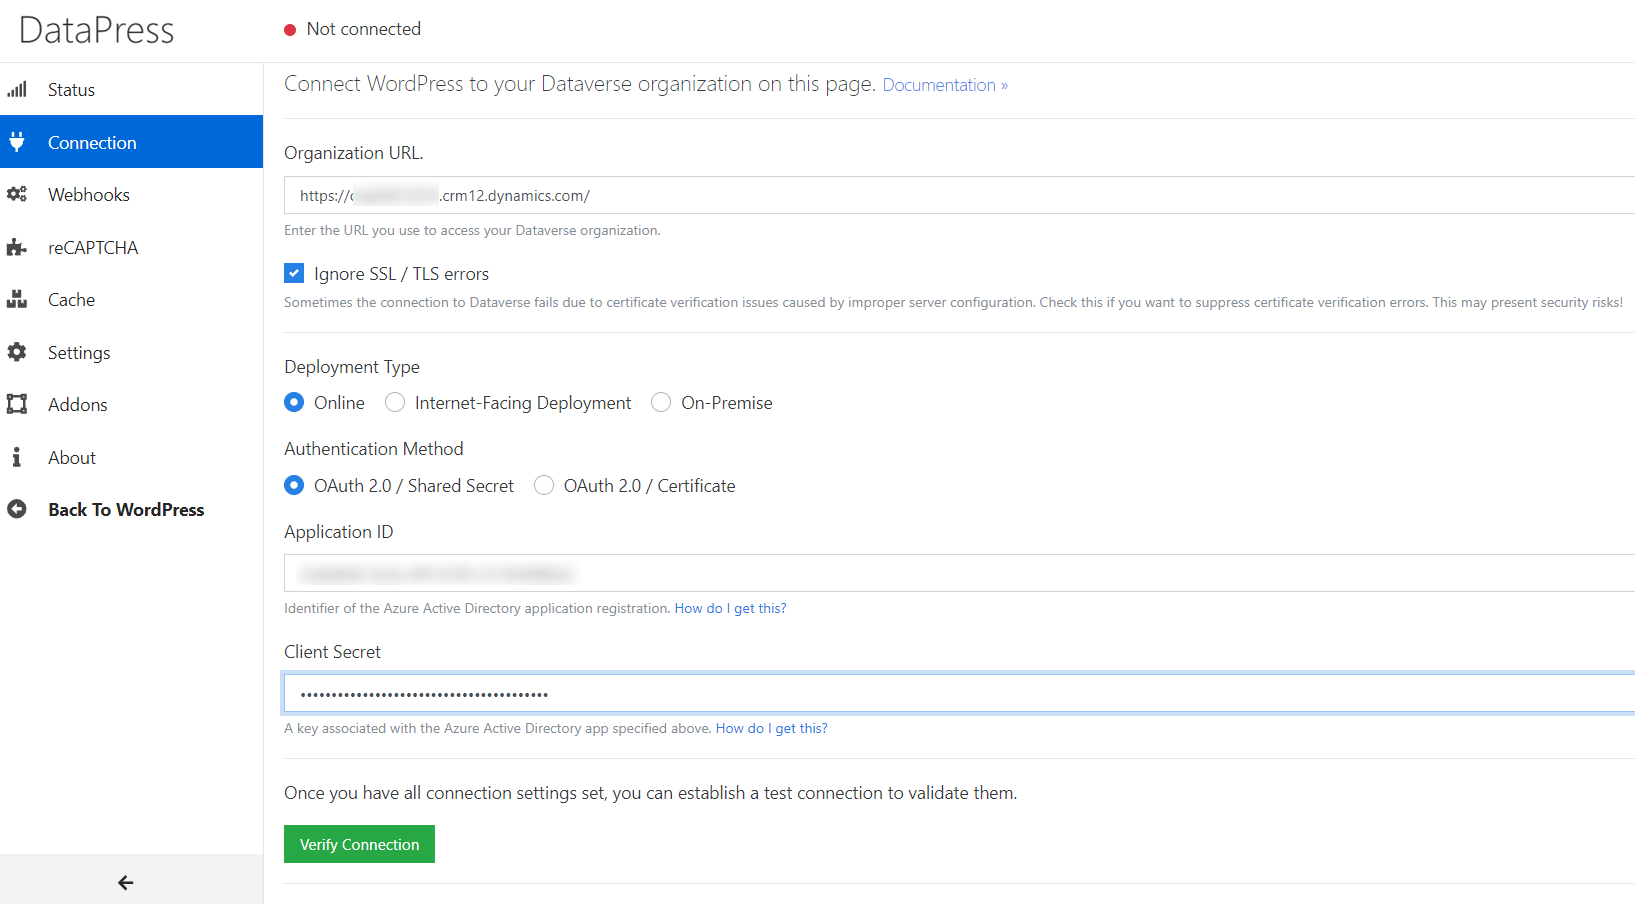 DataPress
Not connected
Status
Connection
Webhooks
reCAPTCHA
Cache
Settings
Addons
About
Back To WordPress
Connect WordPress to your Dataverse organization on this page. Documentation »
Organization URL.
https:// .crm12.dynamics.com/
Enter the URL you use to access your Dataverse organization.
Ignore SSL / TLS errors
Sometimes the connection to Dataverse fails due to certificate verification issues caused by improper server configuration. Check this if you want to suppress certificate verification errors. This may present security risks!
Deployment Type
Online Internet-Facing Deployment On-Premise
Authentication Method
OAuth 2.0 / Shared Secret OAuth 2.0 / Certificate
Application ID
Identifier of the Azure Active Directory application registration. How do I get this?
Client Secret
••••••••••••••••••••••••••••••••••••••••
A key associated with the Azure Active Directory app specified above. How do I get this?
Once you have all connection settings set, you can establish a test connection to validate them.
Verify Connection